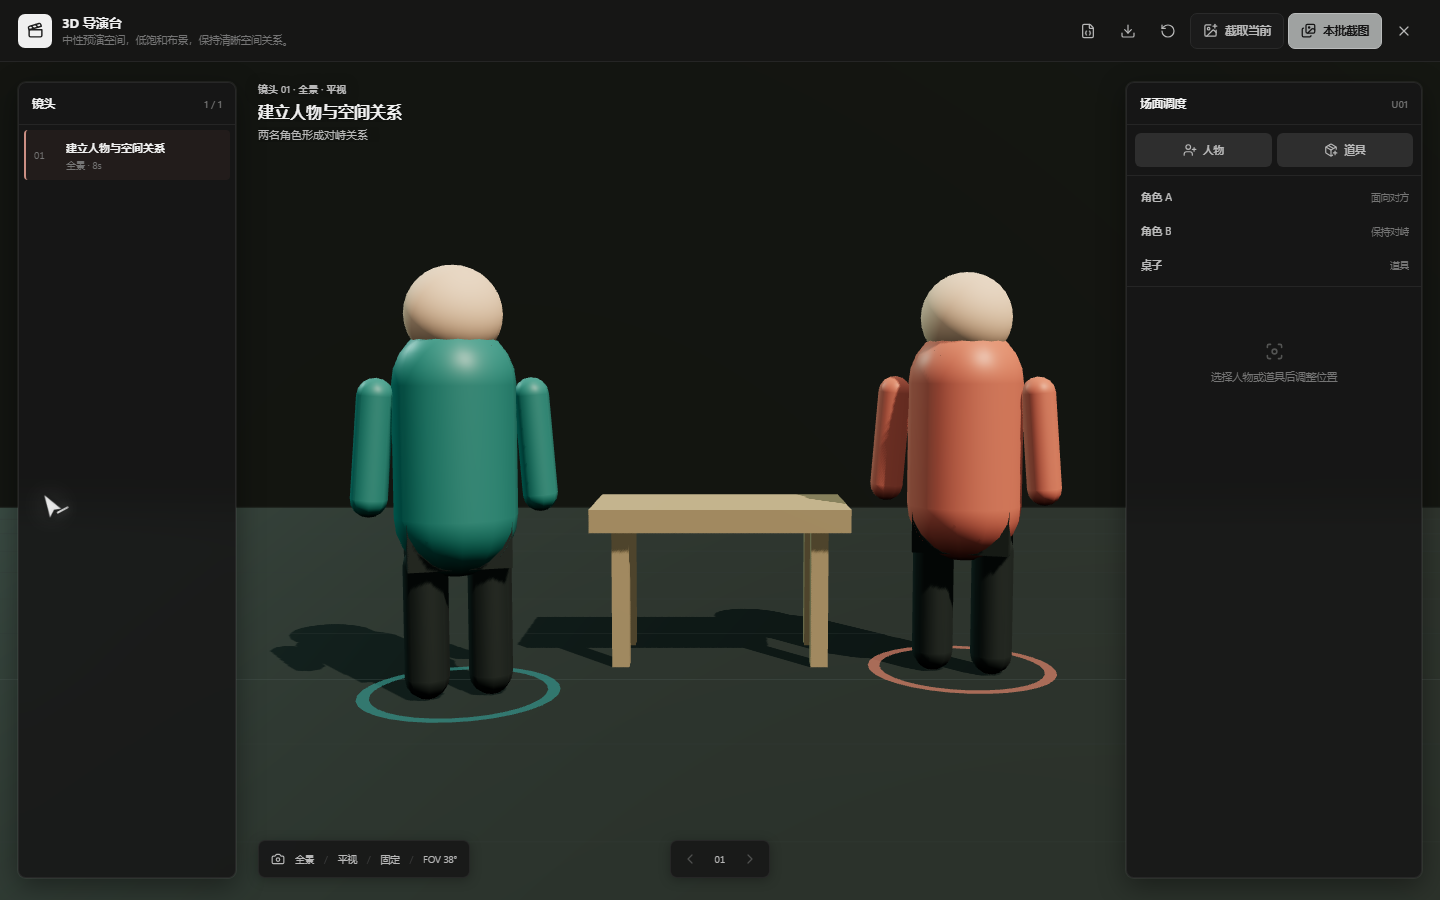 3D 导演台
中性预演空间，低饱和布景，保持清晰空间关系。
截取当前
本批截图
镜头
1 / 1
01
建立人物与空间关系
全景 · 8s
镜头 01 · 全景 · 平视
建立人物与空间关系
两名角色形成对峙关系
场面调度
U01
人物
道具
角色 A
面向对方
角色 B
保持对峙
桌子
道具
选择人物或道具后调整位置
全景 / 平视 / 固定 / FOV 38°
01